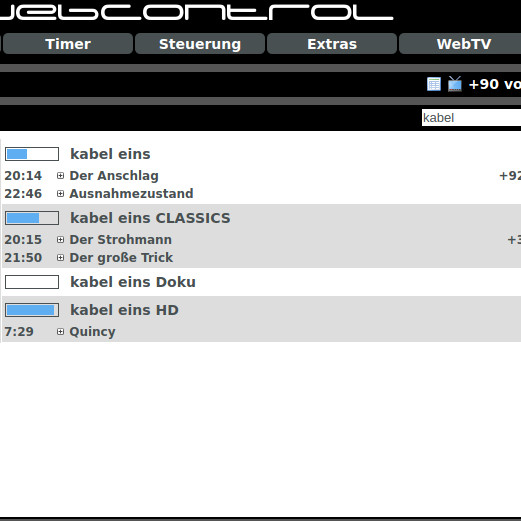 webcontrol
Timer Steuerung Extras WebTV
+90 vo
kabel
kabel eins
20:14 Der Anschlag +92
22:46 Ausnahmezustand
kabel eins CLASSICS
20:15 Der Strohmann +3
21:50 Der große Trick
kabel eins Doku
kabel eins HD
7:29 Quincy